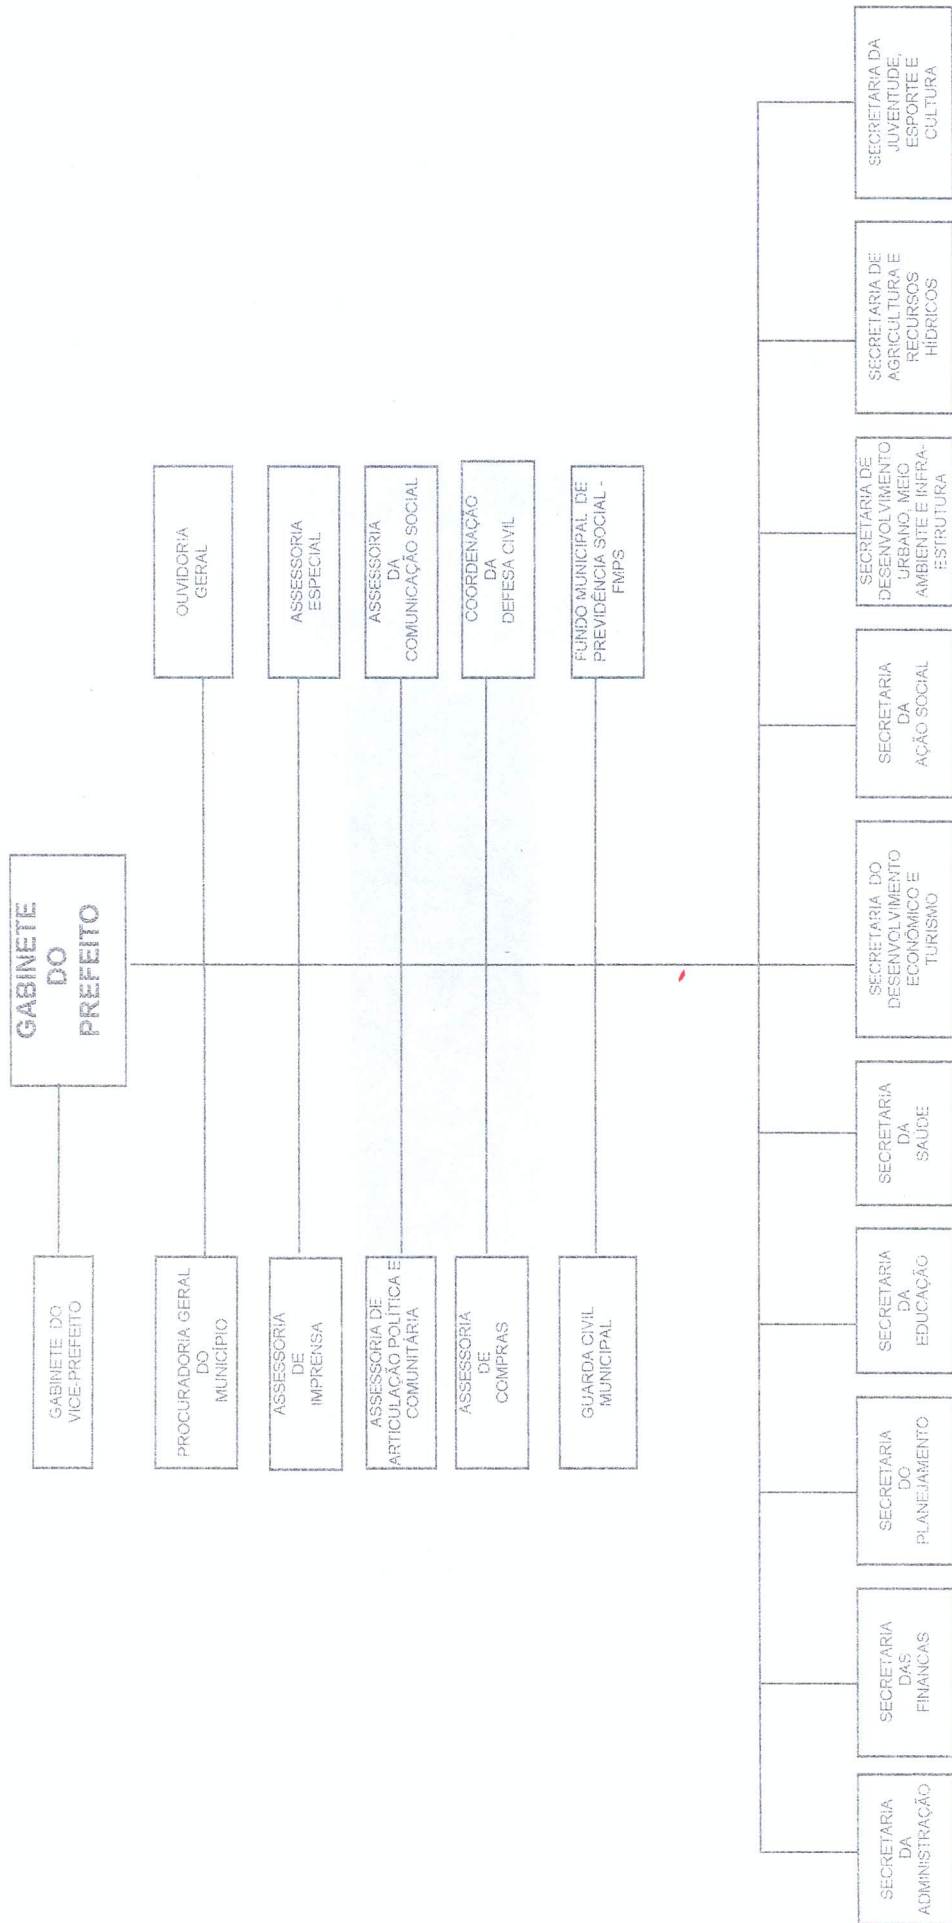 GABINETE
DO
PREFEITO
GABINETE DO
VICE-PREFEITO
PROCURADORIA GERAL
DO
MUNICÍPIO
OUVIDORIA
GERAL
ASSESSORIA
DE
IMPRENSA
ASSESSORIA
ESPECIAL
ASSESSORIA DE
ARTICULAÇÃO POLÍTICA E
COMUNITÁRIA
ASSESSORIA
DA
COMUNICAÇÃO SOCIAL
ASSESSORIA
DE
COMPRAS
COORDENAÇÃO
DA
DEFESA CIVIL
GUARDA CIVIL
MUNICIPAL
FUNDO MUNICIPAL DE
PREVIDÊNCIA SOCIAL -
FMPS
SECRETARIA
DA
ADMINISTRAÇÃO
SECRETARIA
DAS
FINANCAS
SECRETARIA
DO
PLANEJAMENTO
SECRETARIA
DA
EDUCAÇÃO
SECRETARIA
DA
SAÚDE
SECRETARIA DO
DESENVOLVIMENTO
ECONÔMICO E
TURISMO
SECRETARIA
DA
AÇÃO SOCIAL
SECRETARIA DE
DESENVOLVIMENTO
URBANO, MEIO
AMBIENTE E INFRA-
ESTRUTURA
SECRETARIA DE
AGRICULTURA E
RECURSOS
HÍDRICOS
SECRETARIA DA
JUVENTUDE,
ESPORTE E
CULTURA